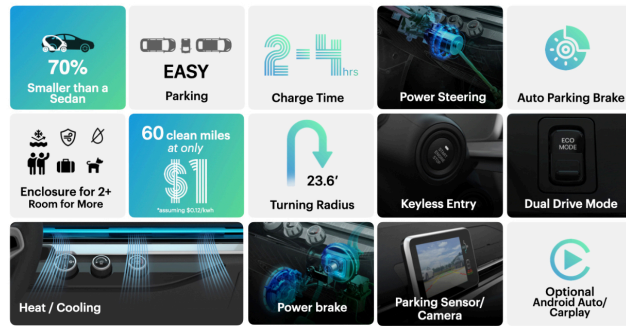 70%
Smaller than a
Sedan
EASY
Parking
2-4hrs
Charge Time
Power Steering
Auto Parking Brake
Enclosure for 2+
Room for More
60 clean miles
at only
$1
*assuming $0.12/kwh
23.6'
Turning Radius
Keyless Entry
ECO
MODE
Dual Drive Mode
Heat / Cooling
Power brake
Parking Sensor/
Camera
Optional
Android Auto/
Carplay